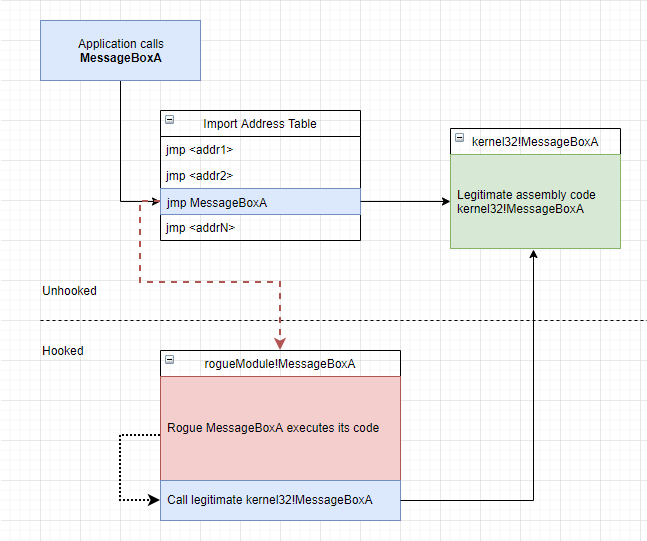 Application calls
MessageBoxA
Import Address Table
jmp <addr1>
jmp <addr2>
jmp MessageBoxA
jmp <addrN>
kernel32!MessageBoxA
Legitimate assembly code
kernel32!MessageBoxA
Unhooked
Hooked
rogueModule!MessageBoxA
Rogue MessageBoxA executes its code
Call legitimate kernel32!MessageBoxA